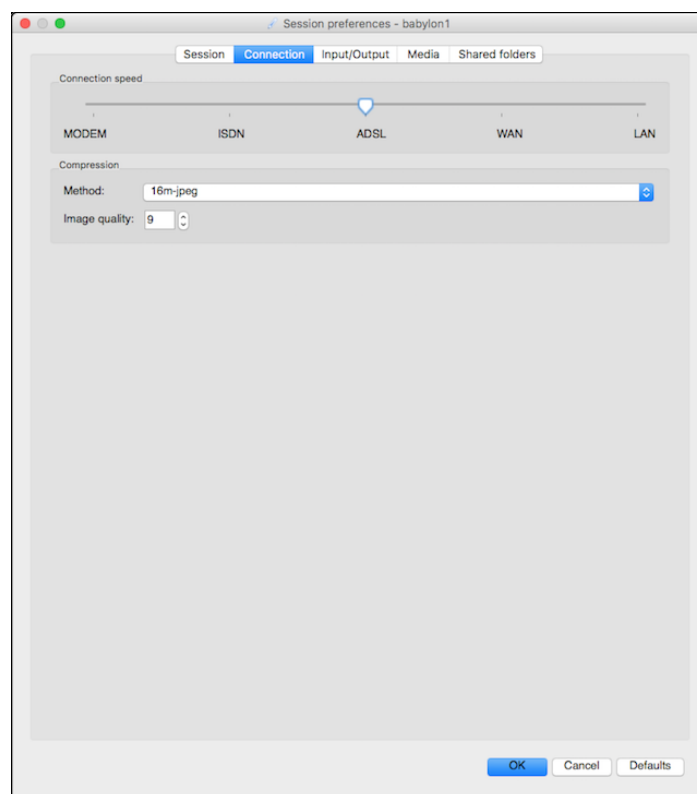 Session preferences - babylon1
Session Connection Input/Output Media Shared folders
Connection speed
MODEM ISDN ADSL WAN LAN
Compression
Method: 16m-jpeg
Image quality: 9
OK Cancel Defaults